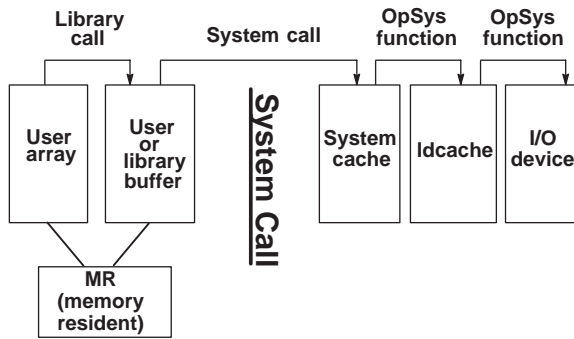 Library
call
System call
OpSys
function
OpSys
function
User
array
User
or
library
buffer
System Call
System
cache
ldcache
I/O
device
MR
(memory
resident)